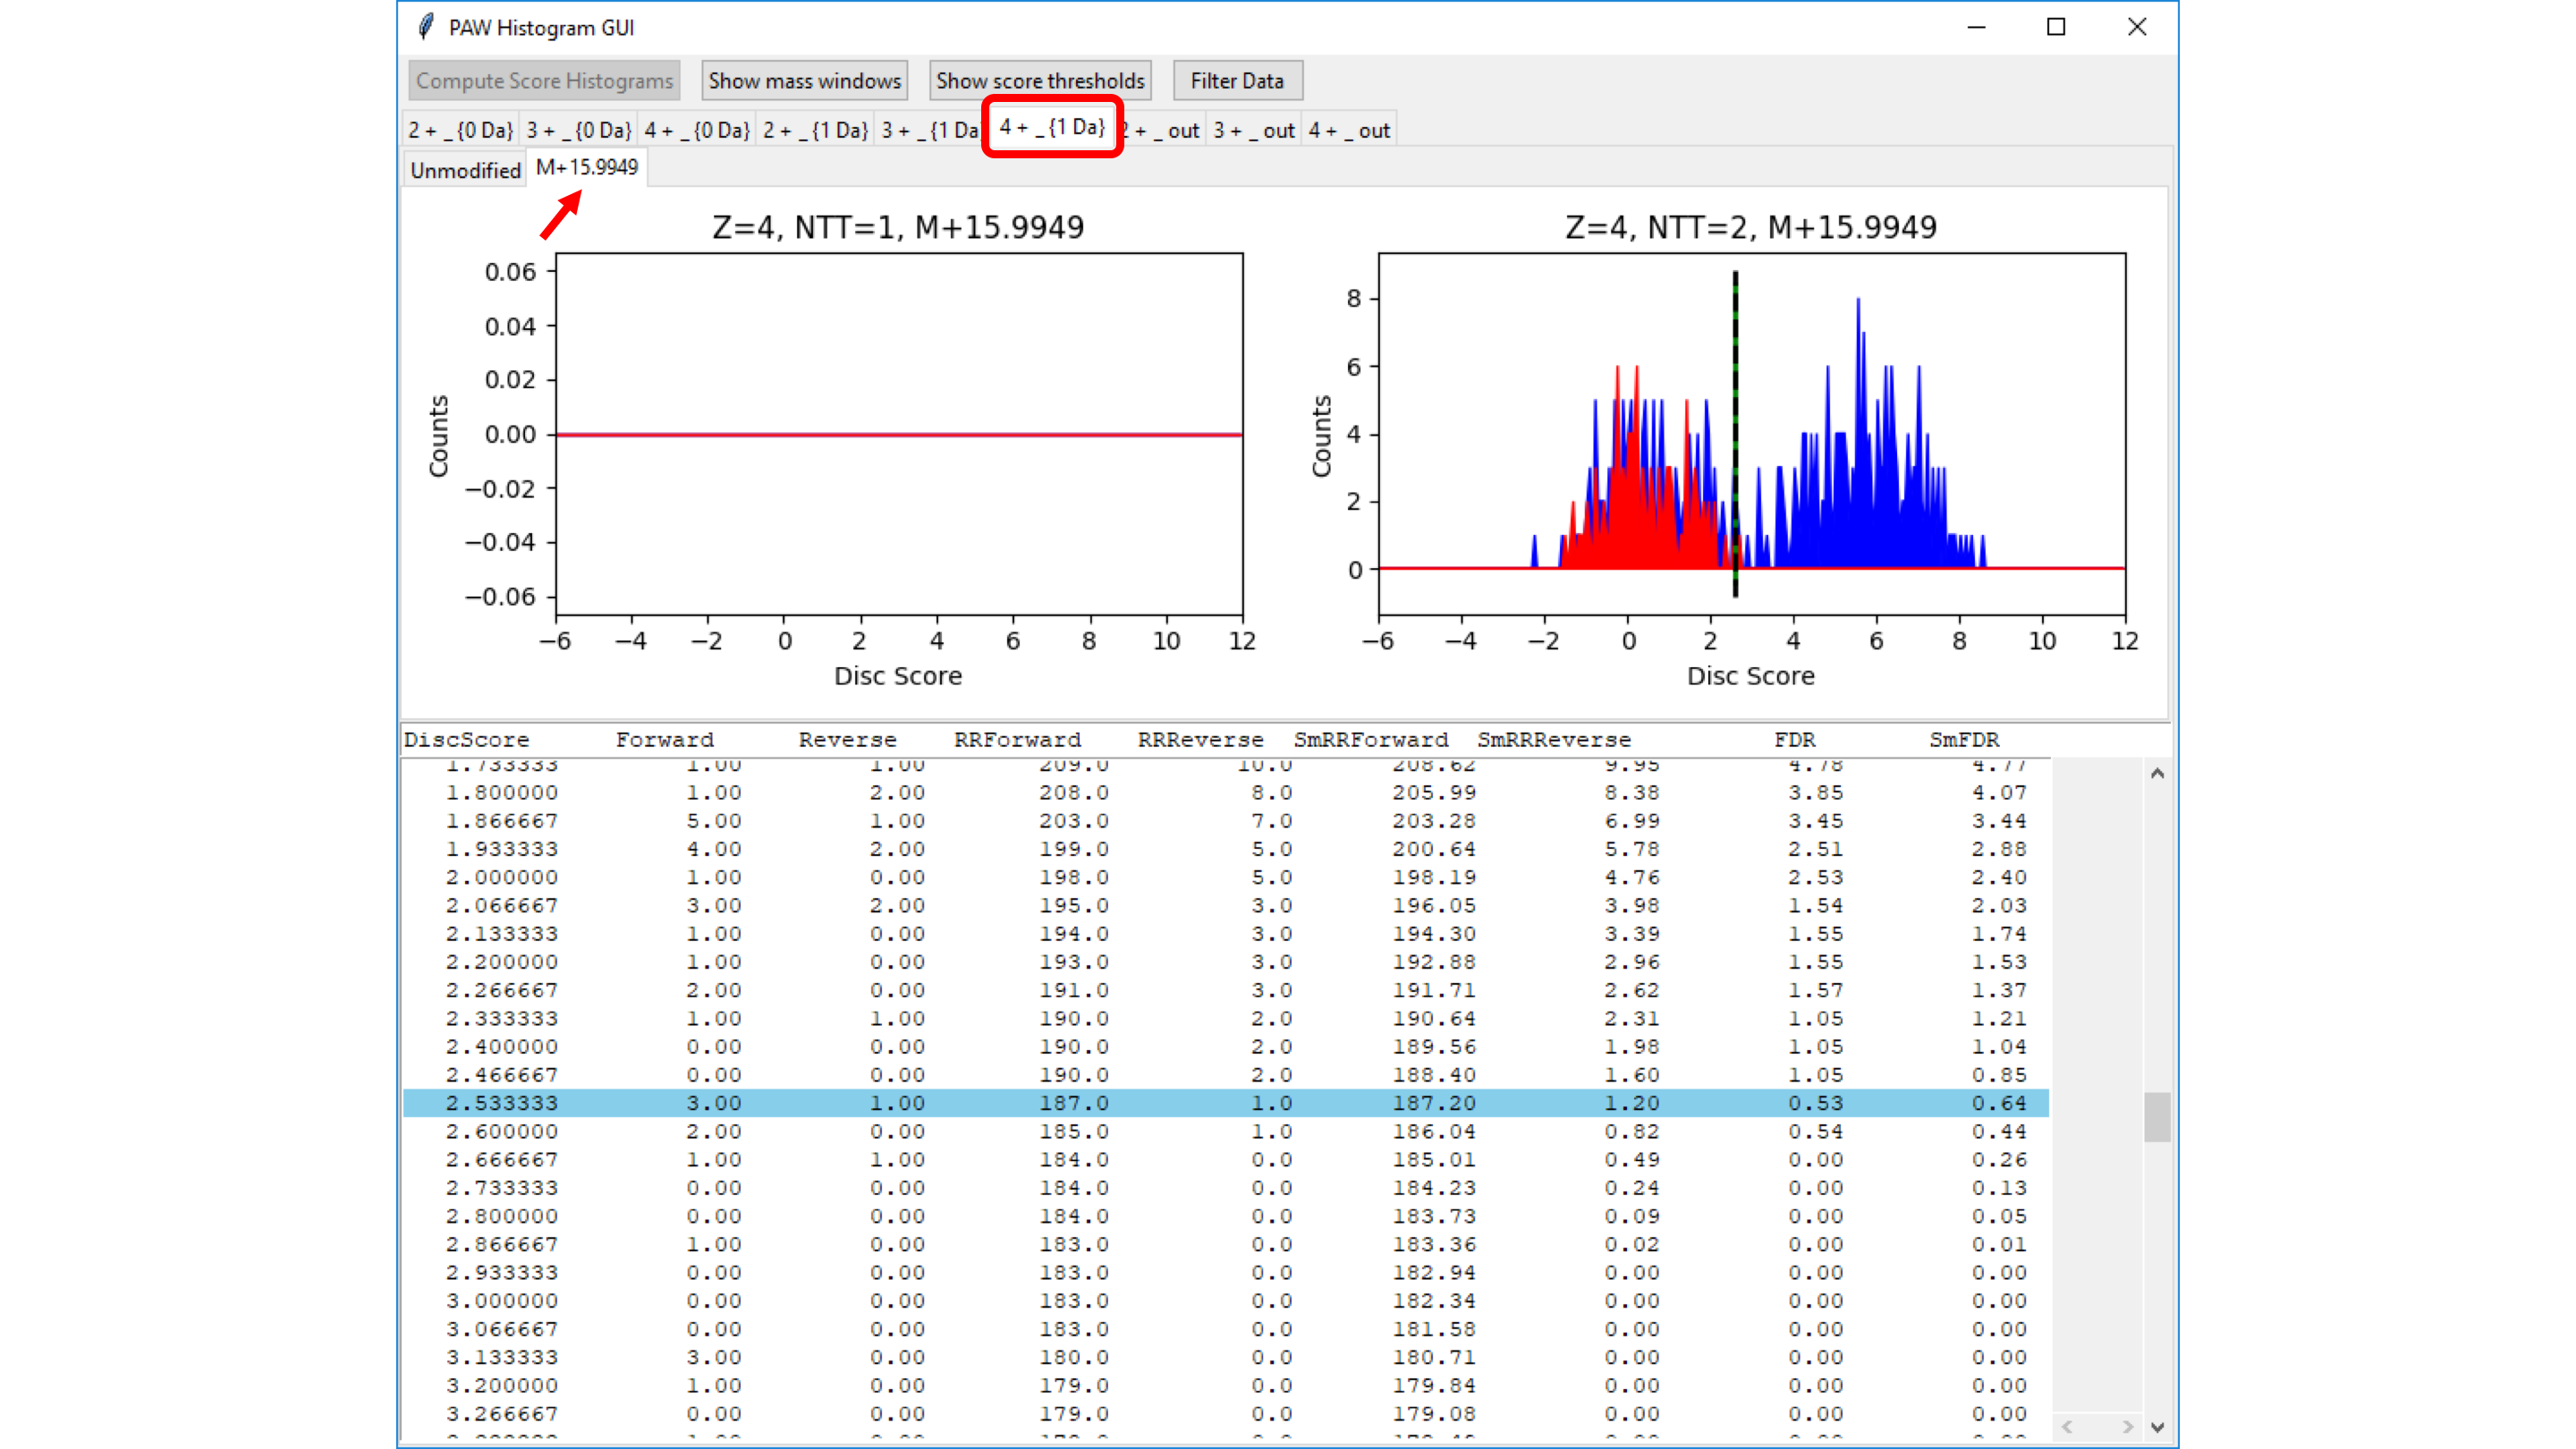 PAW Histogram GUI
Compute Score Histograms Show mass windows Show score thresholds Filter Data
2 + _{0 Da} 3 + _{0 Da} 4 + _{0 Da} 2 + _{1 Da} 3 + _{1 Da 4 + _{1 Da} 2 + _ out 3 + _ out 4 + _ out
Unmodified M+15.9949
Z=4, NTT=1, M+15.9949
0.06
0.04
0.02
0.00
−0.02
−0.04
−0.06
Counts
−6 −4 −2 0 2 4 6 8 10 12
Disc Score
Z=4, NTT=2, M+15.9949
8
6
4
2
0
Counts
−6 −4 −2 0 2 4 6 8 10 12
Disc Score
DiscScore Forward Reverse RRForward RRReverse SmRRForward SmRRReverse FDR SmFDR
1.733333 1.00 1.00 209.0 10.0 208.62 9.95 4.78 4.77
1.800000 1.00 2.00 208.0 8.0 205.99 8.38 3.85 4.07
1.866667 5.00 1.00 203.0 7.0 203.28 6.99 3.45 3.44
1.933333 4.00 2.00 199.0 5.0 200.64 5.78 2.51 2.88
2.000000 1.00 0.00 198.0 5.0 198.19 4.76 2.53 2.40
2.066667 3.00 2.00 195.0 3.0 196.05 3.98 1.54 2.03
2.133333 1.00 0.00 194.0 3.0 194.30 3.39 1.55 1.74
2.200000 1.00 0.00 193.0 3.0 192.88 2.96 1.55 1.53
2.266667 2.00 0.00 191.0 3.0 191.71 2.62 1.57 1.37
2.333333 1.00 1.00 190.0 2.0 190.64 2.31 1.05 1.21
2.400000 0.00 0.00 190.0 2.0 189.56 1.98 1.05 1.04
2.466667 0.00 0.00 190.0 2.0 188.40 1.60 1.05 0.85
2.533333 3.00 1.00 187.0 1.0 187.20 1.20 0.53 0.64
2.600000 2.00 0.00 185.0 1.0 186.04 0.82 0.54 0.44
2.666667 1.00 1.00 184.0 0.0 185.01 0.49 0.00 0.26
2.733333 0.00 0.00 184.0 0.0 184.23 0.24 0.00 0.13
2.800000 0.00 0.00 184.0 0.0 183.73 0.09 0.00 0.05
2.866667 1.00 0.00 183.0 0.0 183.36 0.02 0.00 0.01
2.933333 0.00 0.00 183.0 0.0 182.94 0.00 0.00 0.00
3.000000 0.00 0.00 183.0 0.0 182.34 0.00 0.00 0.00
3.066667 0.00 0.00 183.0 0.0 181.58 0.00 0.00 0.00
3.133333 3.00 0.00 180.0 0.0 180.71 0.00 0.00 0.00
3.200000 1.00 0.00 179.0 0.0 179.84 0.00 0.00 0.00
3.266667 0.00 0.00 179.0 0.0 179.08 0.00 0.00 0.00